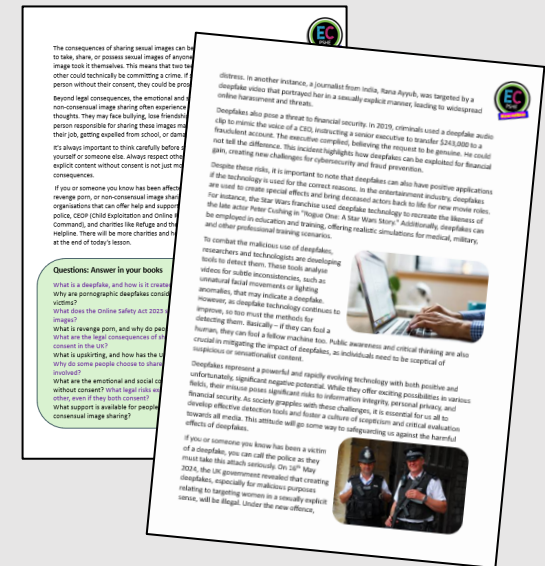 The consequences of sharing sexual images can be
to take, share, or possess sexual images of anyone
image took it themselves. This means that two tee
other could technically be committing a crime. If s
person without their consent, they could be pros
Beyond legal consequences, the emotional and s
non-consensual image sharing often experience
thoughts. They may face bullying, lose friendship
person responsible for sharing these images ma
their job, getting expelled from school, or dama
It's always important to think carefully before s
yourself or someone else. Always respect othe
explicit content without consent is not just mo
consequences.
If you or someone you know has been affecte
revenge porn, or non-consensual image sharin
organisations that can offer help and support
police, CEOP (Child Exploitation and Online P
Command), and charities like Refuge and the
Helpline. There will be more charities and he
at the end of today's lesson.
Questions: Answer in your books
What is a deepfake, and how is it create
Why are pornographic deepfakes consid
victims?
What does the Online Safety Act 2023 s
images?
What is revenge porn, and why do peo
What are the legal consequences of sh
consent in the UK?
What is upskirting, and how has the U
Why do some people choose to share
involved?
What are the emotional and social co
without consent? What legal risks ex
other, even if they both consent?
What support is available for people
consensual image sharing?
EC
PSHE
distress. In another instance, a journalist from India, Rana Ayyub, was targeted by a
deepfake video that portrayed her in a sexually explicit manner, leading to widespread
online harassment and threats.
Deepfakes also pose a threat to financial security. In 2019, criminals used a deepfake audio
clip to mimic the voice of a CEO, instructing a senior executive to transfer $243,000 to a
fraudulent account. The executive complied, believing the request to be genuine. He could
not tell the difference. This incident highlights how deepfakes can be exploited for financial
gain, creating new challenges for cybersecurity and fraud prevention.
Despite these risks, it is important to note that deepfakes can also have positive applications
if the technology is used for the correct reasons. In the entertainment industry, deepfakes
are used to create special effects and bring deceased actors back to life for new movie roles.
For instance, the Star Wars franchise used deepfake technology to recreate the likeness of
the late actor Peter Cushing in "Rogue One: A Star Wars Story." Additionally, deepfakes can
be employed in education and training, offering realistic simulations for medical, military,
and other professional training scenarios.
To combat the malicious use of deepfakes,
researchers and technologists are developing
tools to detect them. These tools analyse
videos for subtle inconsistencies, such as
unnatural facial movements or lighting
anomalies, that may indicate a deepfake.
However, as deepfake technology continues to
improve, so too must the methods for
detecting them. Basically – if they can fool a
human, they can fool a fellow machine too. Public awareness and critical thinking are also
crucial in mitigating the impact of deepfakes, as individuals need to be sceptical of
suspicious or sensationalist content.
Deepfakes represent a powerful and rapidly evolving technology with both positive and
unfortunately, significant negative potential. While they offer exciting possibilities in various
fields, their misuse poses significant risks to information integrity, personal privacy, and
financial security. As society grapples with these challenges, it is essential for us all to
develop effective detection tools and foster a culture of scepticism and critical evaluation
towards all media. This attitude will go some way to safeguarding us against the harmful
effects of deepfakes.
If you or someone you know has been a victim
of a deepfake, you can call the police as they
must take this attach seriously. On 16th May
2024, the UK government revealed that creating
deepfakes, especially for malicious purposes
relating to targeting women in a sexually explicit
sense, will be illegal. Under the new offence,
EC
PSHE